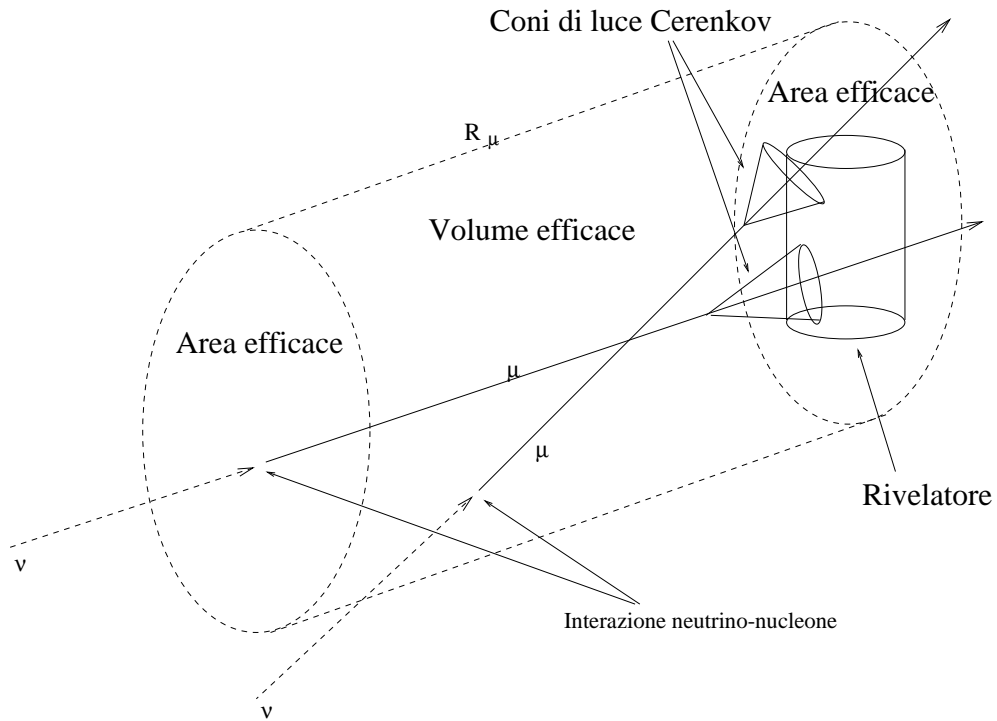 Coni di luce Cerenkov
Area efficace
R μ
Volume efficace
Area efficace
μ
μ
Rivelatore
ν
Interazione neutrino-nucleone
ν